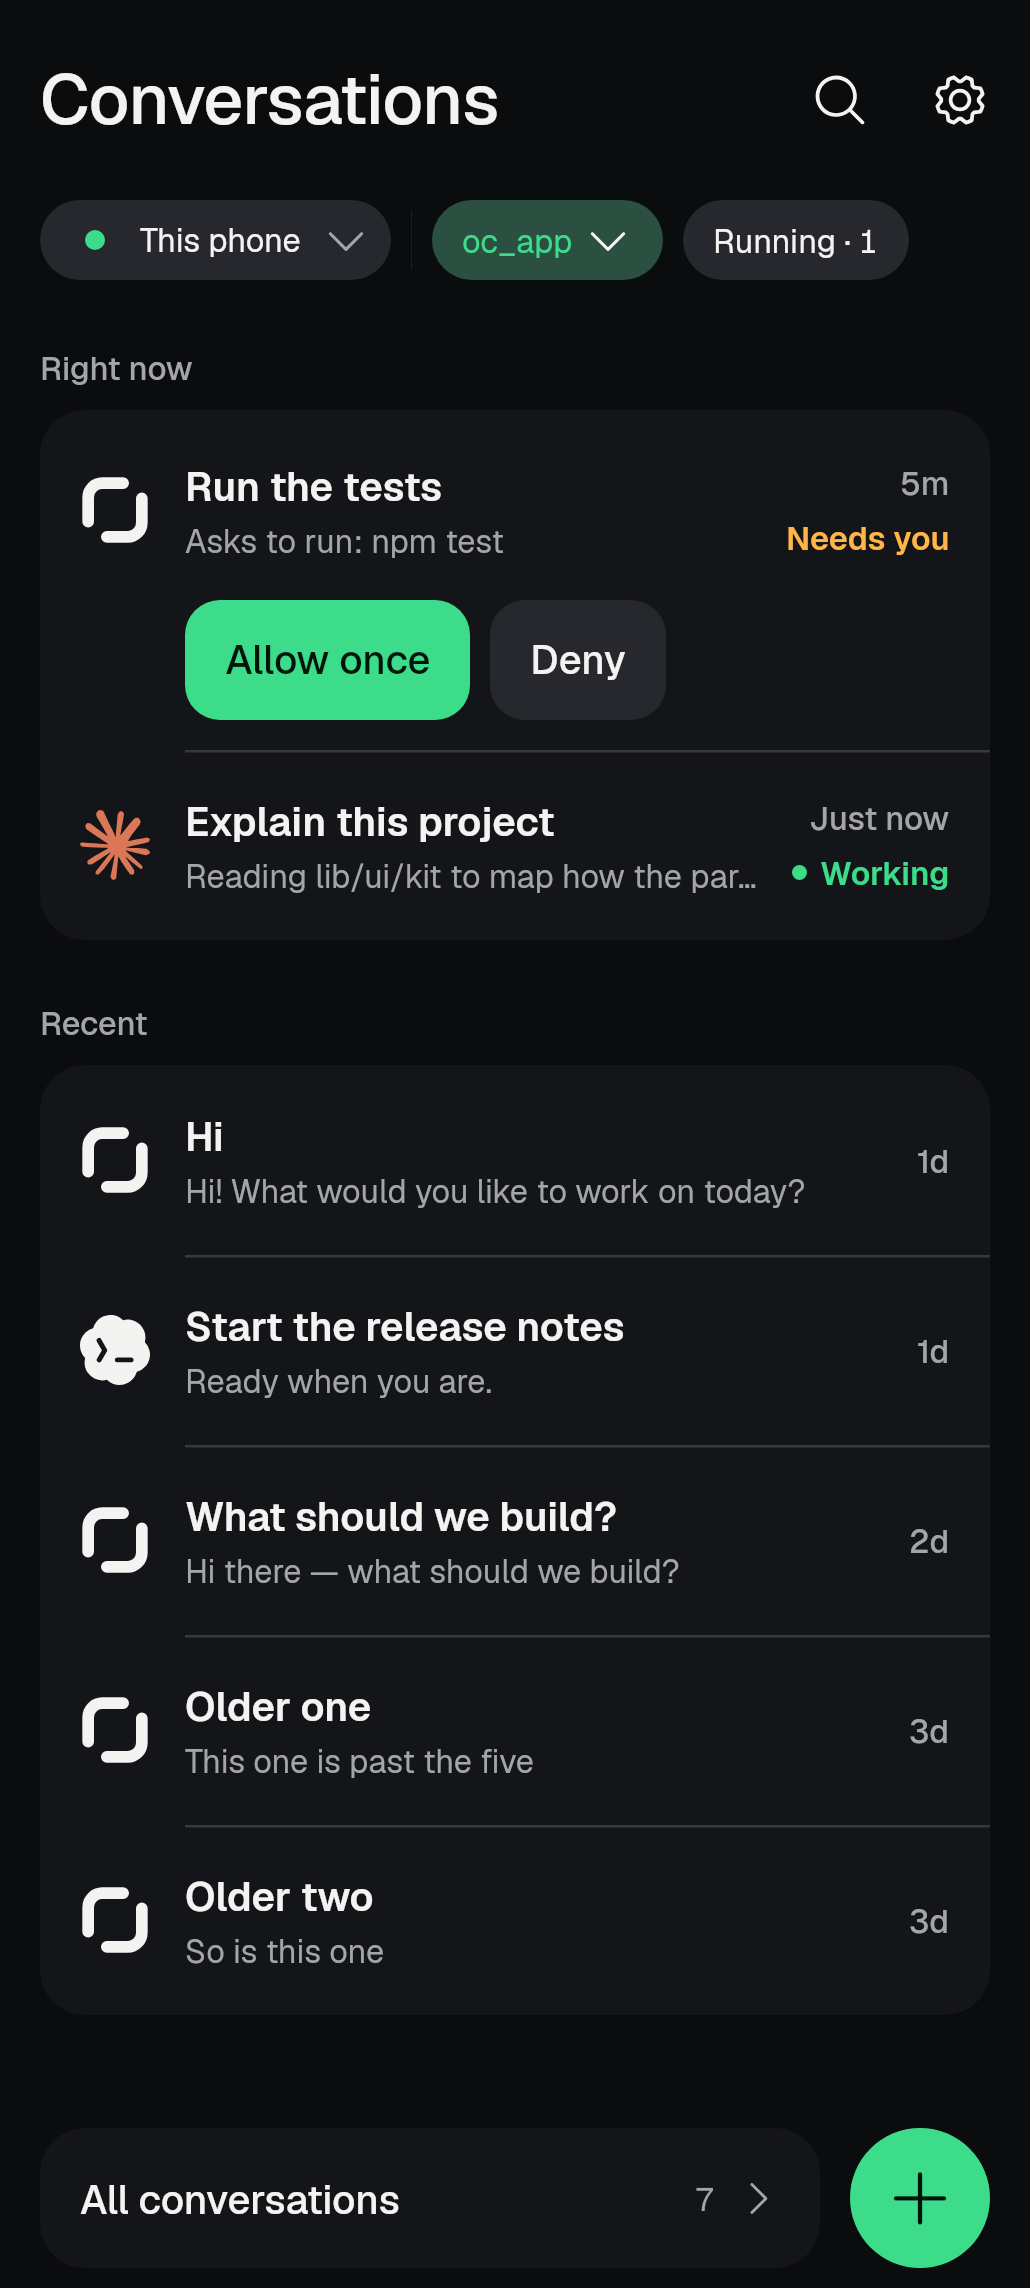 Conversations
This phone
oc_app
Running · 1
Right now
Run the tests
5m
Asks to run: npm test
Needs you
Allow once
Deny
Explain this project
Just now
Reading lib/ui/kit to map how the par...
Working
Recent
Hi
Hi! What would you like to work on today?
1d
Start the release notes
Ready when you are.
1d
What should we build?
Hi there — what should we build?
2d
Older one
This one is past the five
3d
Older two
So is this one
3d
All conversations
7